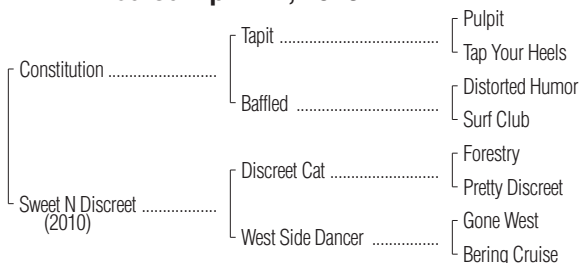 Pulpit
Tapit
Tap Your Heels
Constitution
Distorted Humor
Baffled
Surf Club
Forestry
Discreet Cat
Pretty Discreet
Sweet N Discreet
(2010)
Gone West
West Side Dancer
Bering Cruise